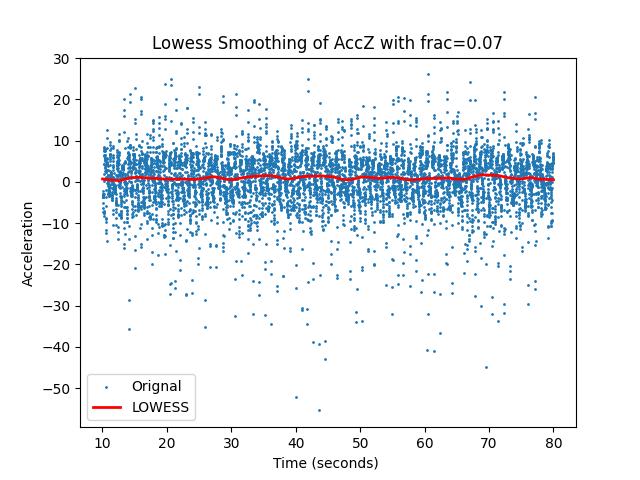 Lowess Smoothing of AccZ with frac=0.07
30
20
10
0
−10
−20
−30
−40
−50
Acceleration
Orignal
LOWESS
10 20 30 40 50 60 70 80
Time (seconds)